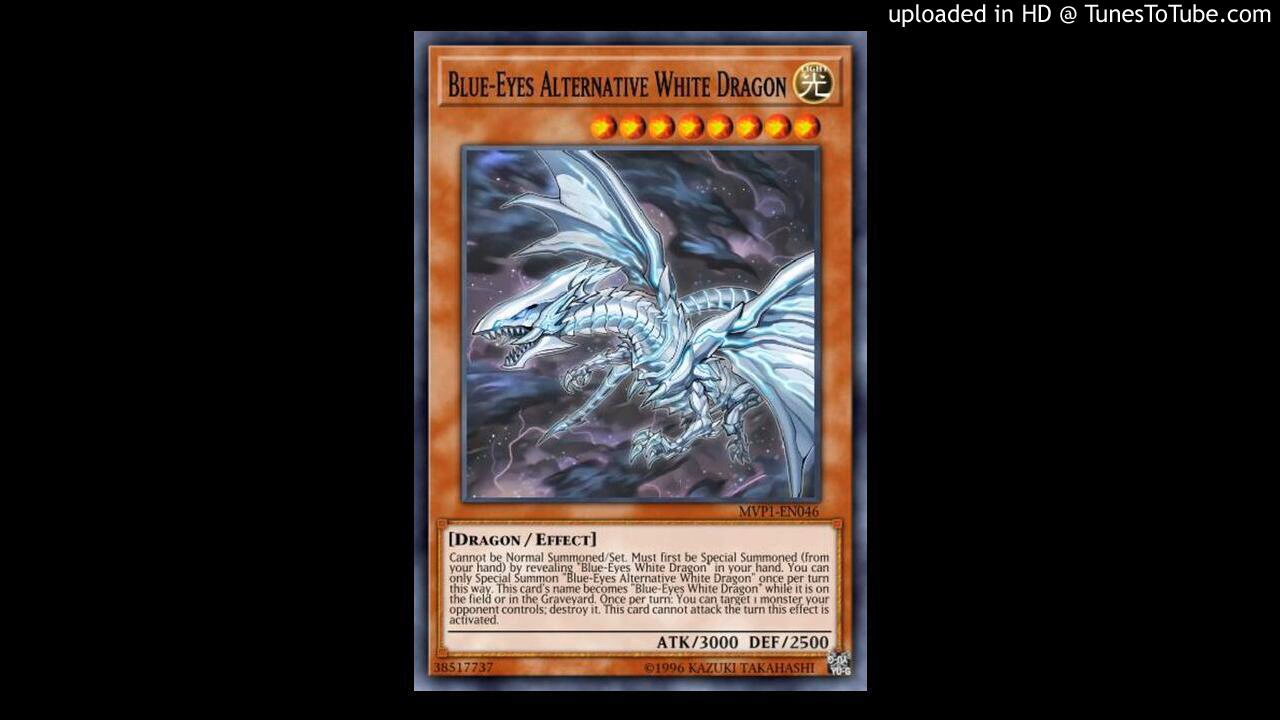 uploaded in HD @ TunesToTube.com
BLUE-EYES ALTERNATIVE WHITE DRAGON
LIGHT
光
MVP1-EN046
[DRAGON / EFFECT]
Cannot be Normal Summoned/Set. Must first be Special Summoned (from
your hand) by revealing "Blue-Eyes White Dragon" in your hand. You can
only Special Summon "Blue-Eyes Alternative White Dragon" once per turn
this way. This card's name becomes "Blue-Eyes White Dragon" while it is on
the field or in the Graveyard. Once per turn: You can target 1 monster your
opponent controls; destroy it. This card cannot attack the turn this effect is
activated.
ATK/3000 DEF/2500
38517737
©1996 KAZUKI TAKAHASHI